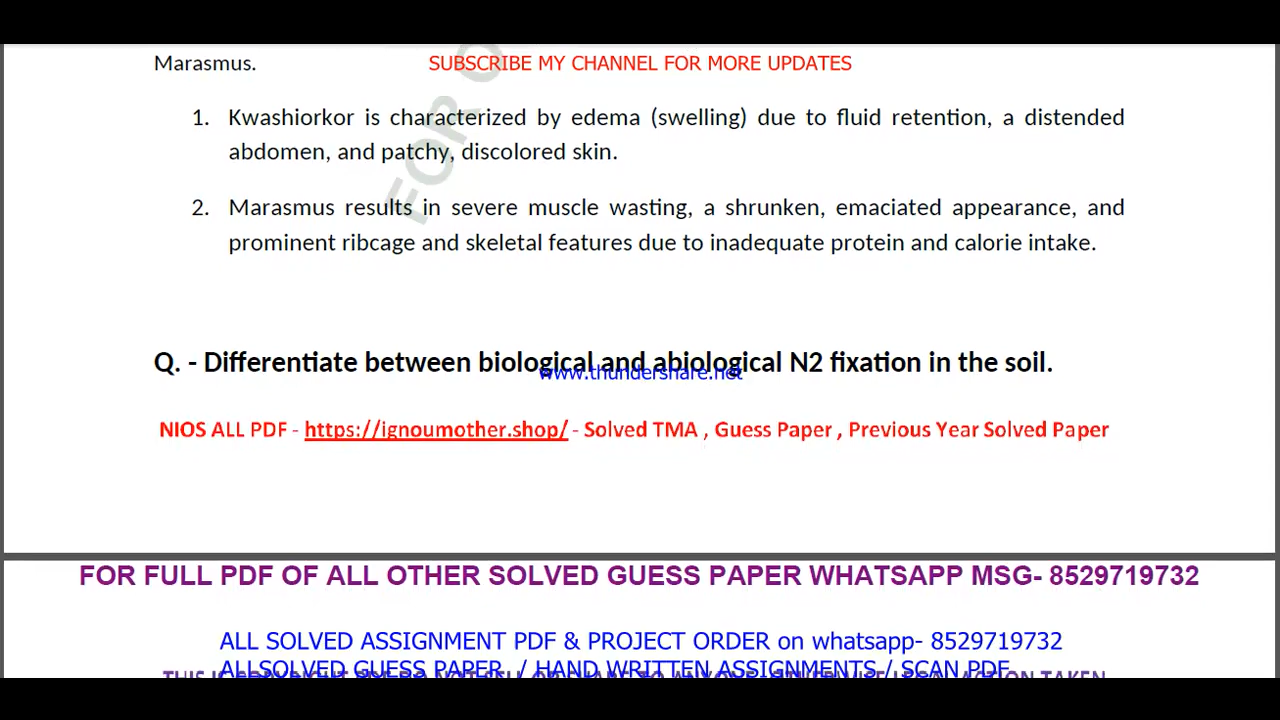 Marasmus.
SUBSCRIBE MY CHANNEL FOR MORE UPDATES
1. Kwashiorkor is characterized by edema (swelling) due to fluid retention, a distended
abdomen, and patchy, discolored skin.
2. Marasmus results in severe muscle wasting, a shrunken, emaciated appearance, and
prominent ribcage and skeletal features due to inadequate protein and calorie intake.
FOR
Q. - Differentiate between biological and abiological N2 fixation in the soil.
www.thundershare.net
NIOS ALL PDF - https://ignoumother.shop/ - Solved TMA , Guess Paper , Previous Year Solved Paper
FOR FULL PDF OF ALL OTHER SOLVED GUESS PAPER WHATSAPP MSG- 8529719732
ALL SOLVED ASSIGNMENT PDF & PROJECT ORDER on whatsapp- 8529719732
ALLSOLVED GUESS PAPER / HAND WRITTEN ASSIGNMENTS / SCAN PDF